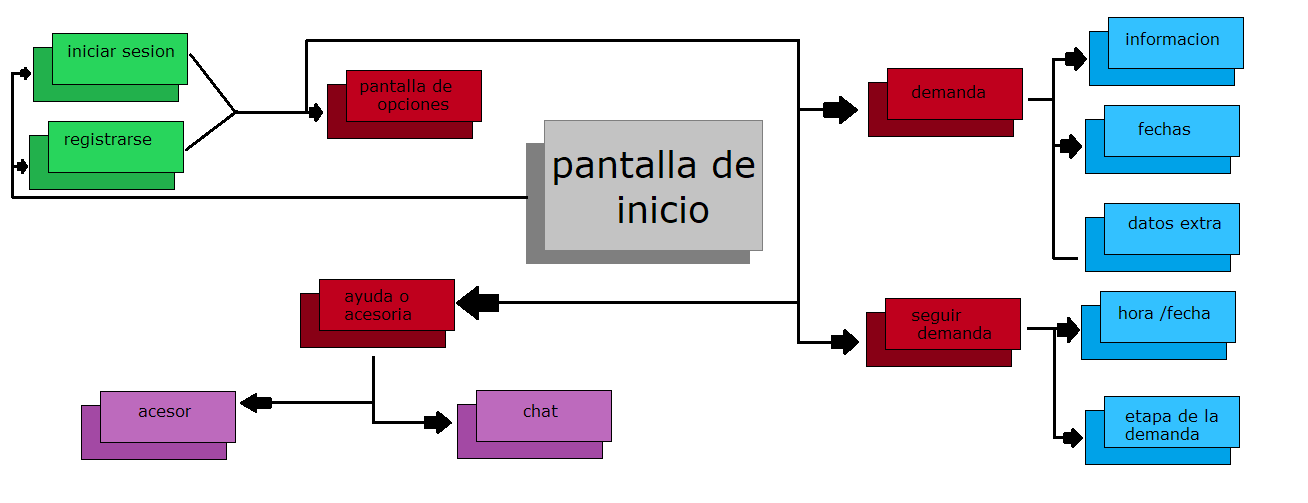 iniciar sesion
registrarse
pantalla de
opciones
pantalla de
inicio
demanda
informacion
fechas
datos extra
ayuda o
acesoria
seguir
demanda
hora /fecha
etapa de la
demanda
acesor
chat